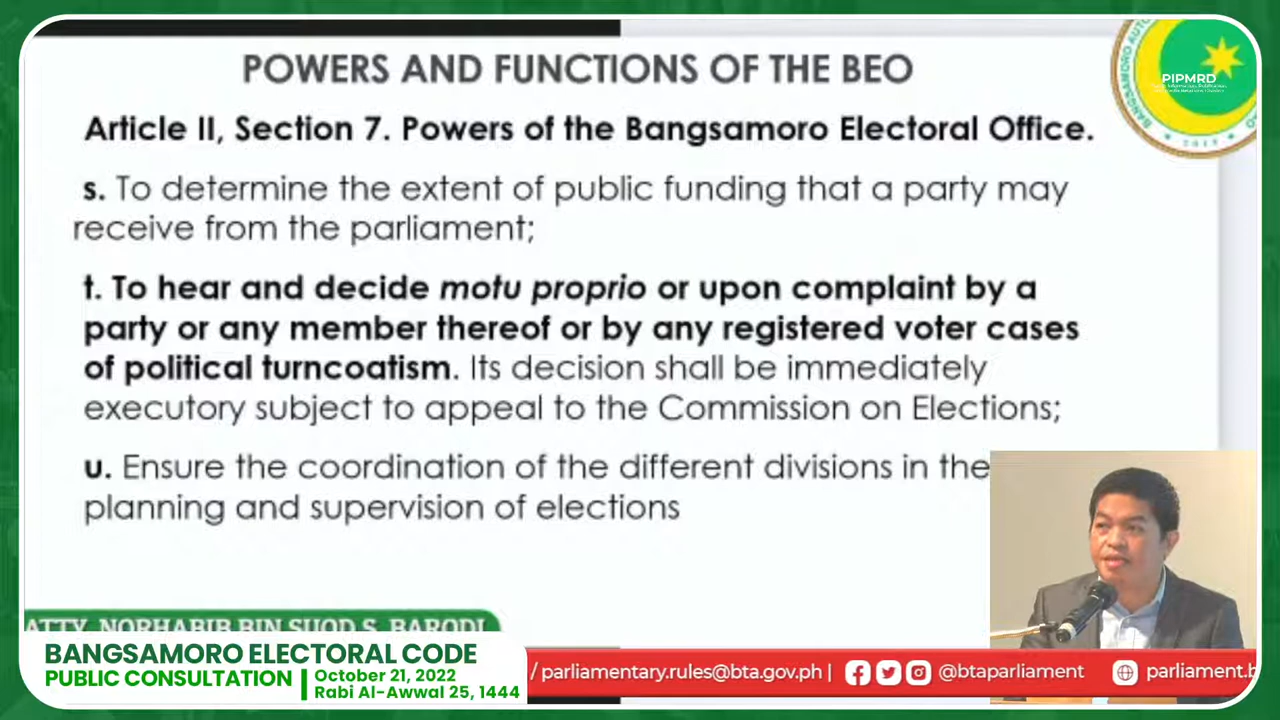 POWERS AND FUNCTIONS OF THE BEO
Article II, Section 7. Powers of the Bangsamoro Electoral Office.
s. To determine the extent of public funding that a party may
receive from the parliament;
t. To hear and decide motu proprio or upon complaint by a
party or any member thereof or by any registered voter cases
of political turncoatism. Its decision shall be immediately
executory subject to appeal to the Commission on Elections;
u. Ensure the coordination of the different divisions in the
planning and supervision of elections
PIPMRD
BANGSAMORO AUTO
2019
ATTY. NORHABIB BIN SUOD S. BARODI
BANGSAMORO ELECTORAL CODE
PUBLIC CONSULTATION
October 21, 2022
Rabi Al-Awwal 25, 1444
/ parliamentary.rules@bta.gov.ph |
@btaparliament
parliament.b